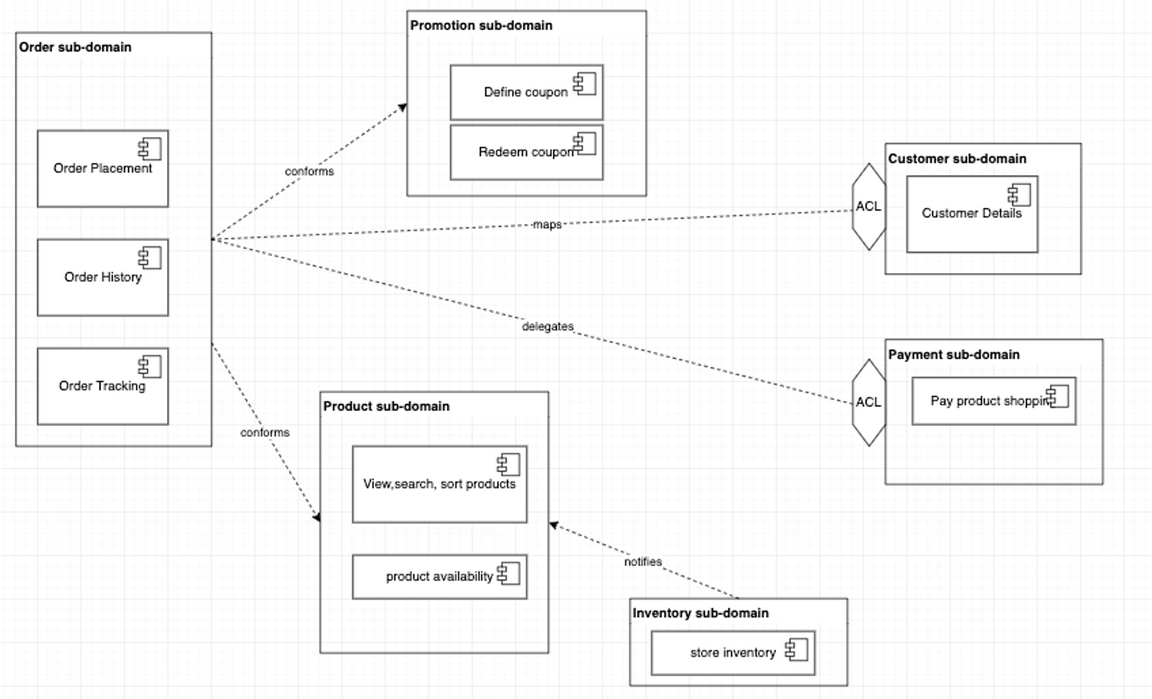 Order sub-domain
Order Placement
Order History
Order Tracking
conforms
Promotion sub-domain
Define coupon
Redeem coupon
maps
ACL
Customer sub-domain
Customer Details
delegates
ACL
Payment sub-domain
Pay product shoppin
conforms
Product sub-domain
View,search, sort products
product availability
notifies
Inventory sub-domain
store inventory